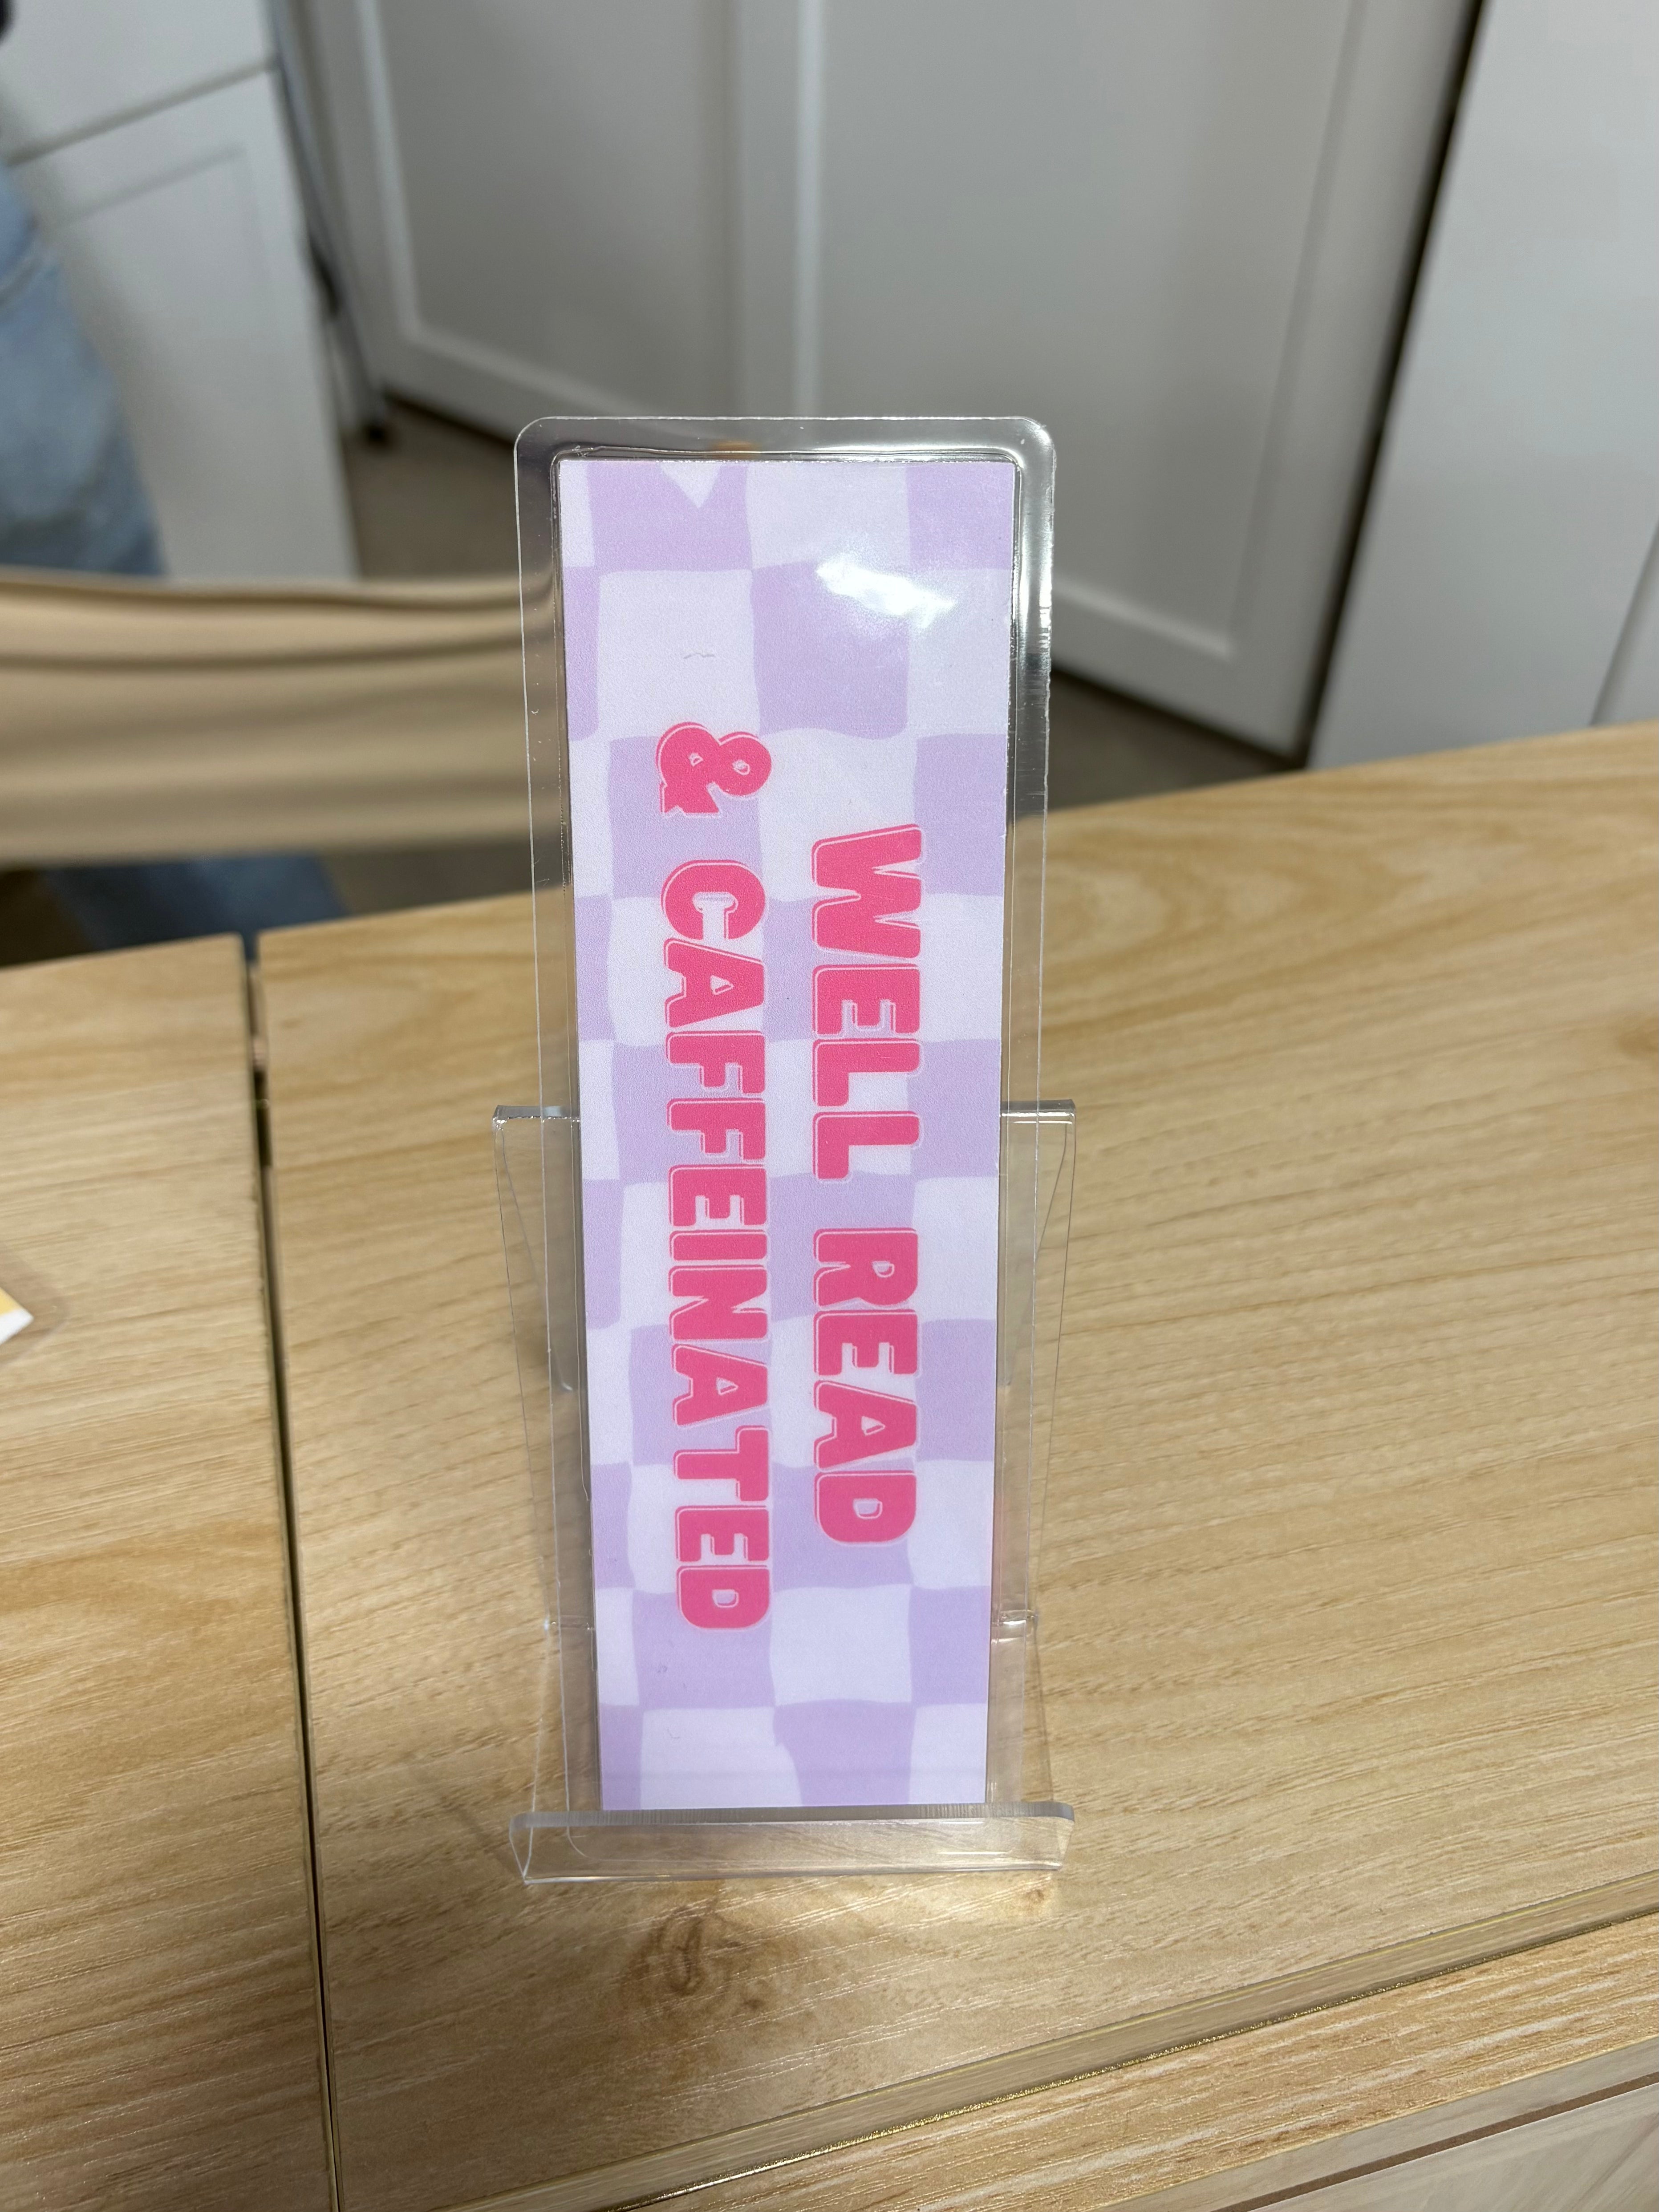 WELL READ
& CAFFEINATED